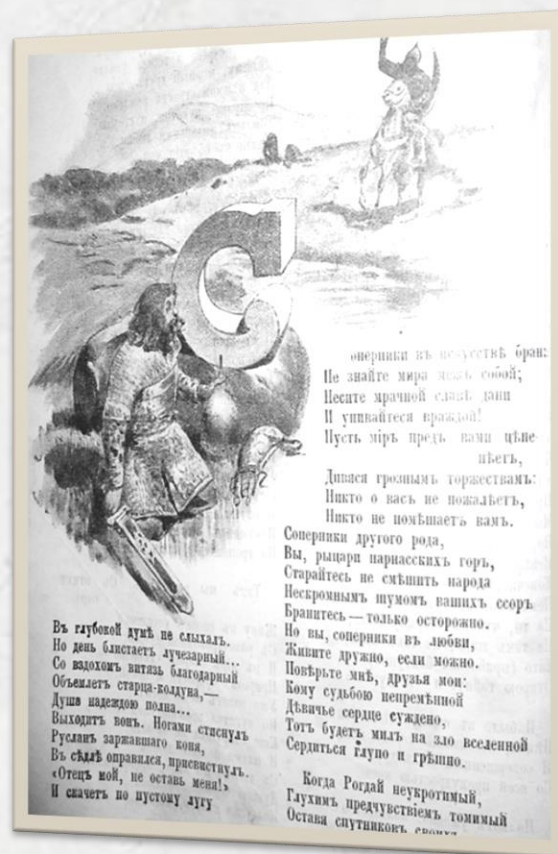 Въ глубокой думѣ не слыхалъ.
Но день блистаетъ лучезарный...
Со вздохомъ витязь благодарный
Объемлетъ старца-колдуна,—
Душа надеждою полна...
Выходитъ вонъ. Ногами стиснулъ
Русланъ заржавшаго коня,
Въ сѣдлѣ оправился, присвистнулъ.
«Отецъ мой, не оставь меня!»
И скачетъ по пустому лугу
Соперники въ искусствѣ бран
Не знайте мира межъ собой;
Несите мрачной славѣ дани
И упивайтеся враждой!
Пусть міръ предъ вами цѣпе-
нѣетъ,
Дивяся грознымъ торжествамъ:
Никто о васъ не пожалѣетъ,
Никто не помѣшаетъ вамъ.
Соперники другого рода,
Вы, рыцари парнасскихъ горъ,
Старайтесь не смѣшить народа
Нескромнымъ шумомъ вашихъ ссоръ
Бранитесь — только осторожно.
Но вы, соперники въ любви,
Живите дружно, если можно.
Повѣрьте мнѣ, друзья мои:
Кому судьбою непремѣнной
Дѣвичье сердце суждено,
Тотъ будетъ милъ на зло вселенной
Сердиться глупо и грѣшно.
Когда Рогдай неукротимый,
Глухимъ предчувствіемъ томимый
Оставя спутниковъ